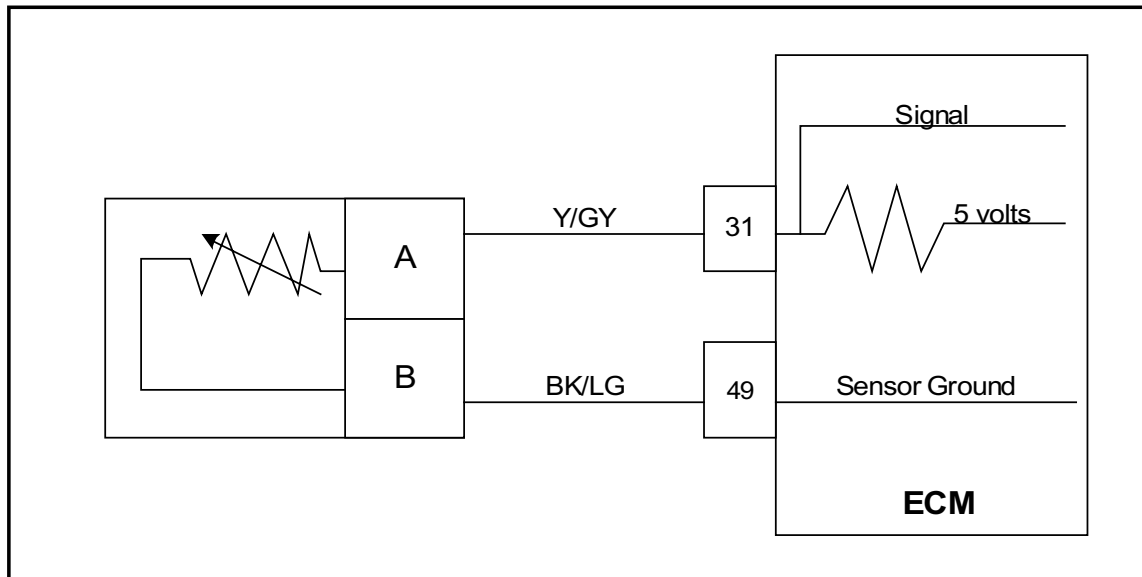 Signal
5 volts
Y/GY
31
A
B
BK/LG
49
Sensor Ground
ECM